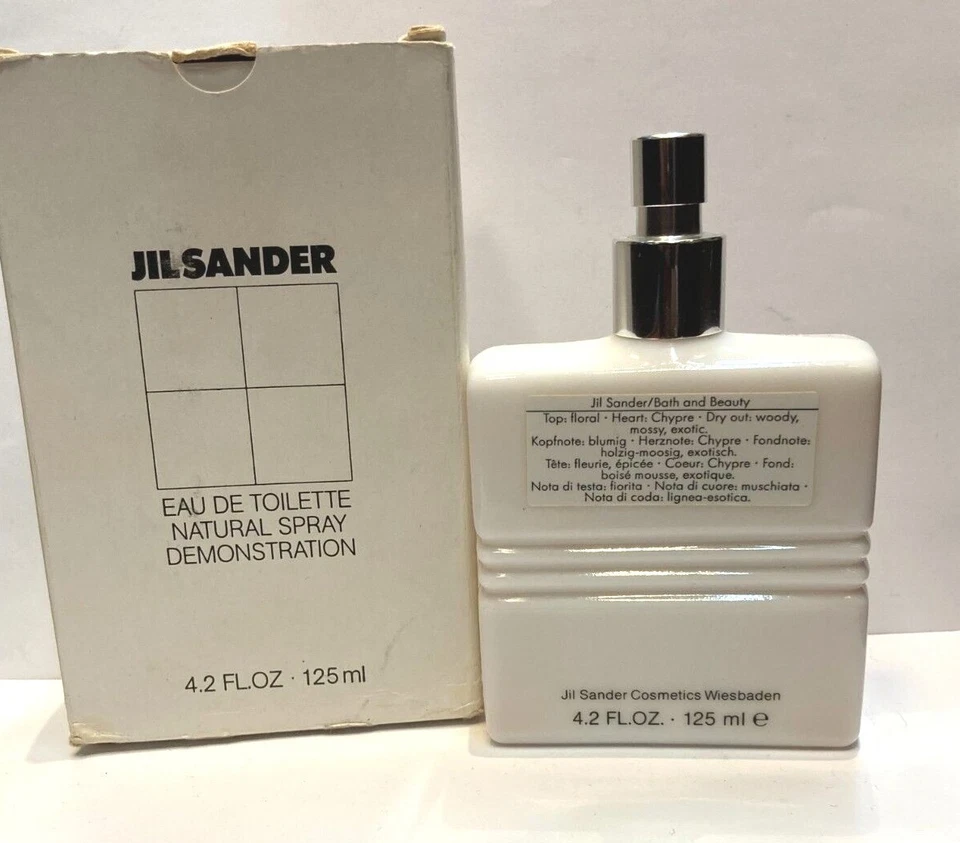 JIL SANDER
EAU DE TOILETTE
NATURAL SPRAY
DEMONSTRATION
4.2 FL.OZ · 125 ml
Jil Sander/Bath and Beauty
Top: floral · Heart: Chypre · Dry out: woody,
mossy, exotic.
Kopfnote: blumig · Herznote: Chypre · Fondnote:
holzig-moosig, exotisch.
Tête: fleurie, épicée · Coeur: Chypre · Fond:
boisé mousse, exotique.
Nota di testa: fiorita · Nota di cuore: muschiata ·
Nota di coda: lignea-esotica.
Jil Sander Cosmetics Wiesbaden
4.2 FL.OZ. · 125 ml ℮